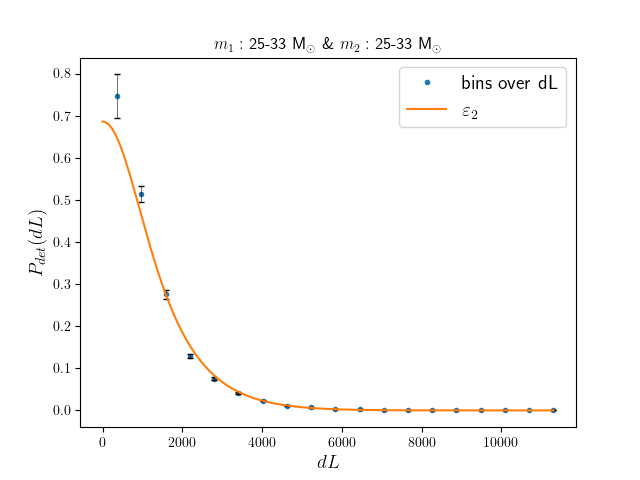 m₁ : 25-33 M☉ & m₂ : 25-33 M☉
bins over dL
ε₂
P_det(dL)
0.8
0.7
0.6
0.5
0.4
0.3
0.2
0.1
0.0
0 2000 4000 6000 8000 10000
dL